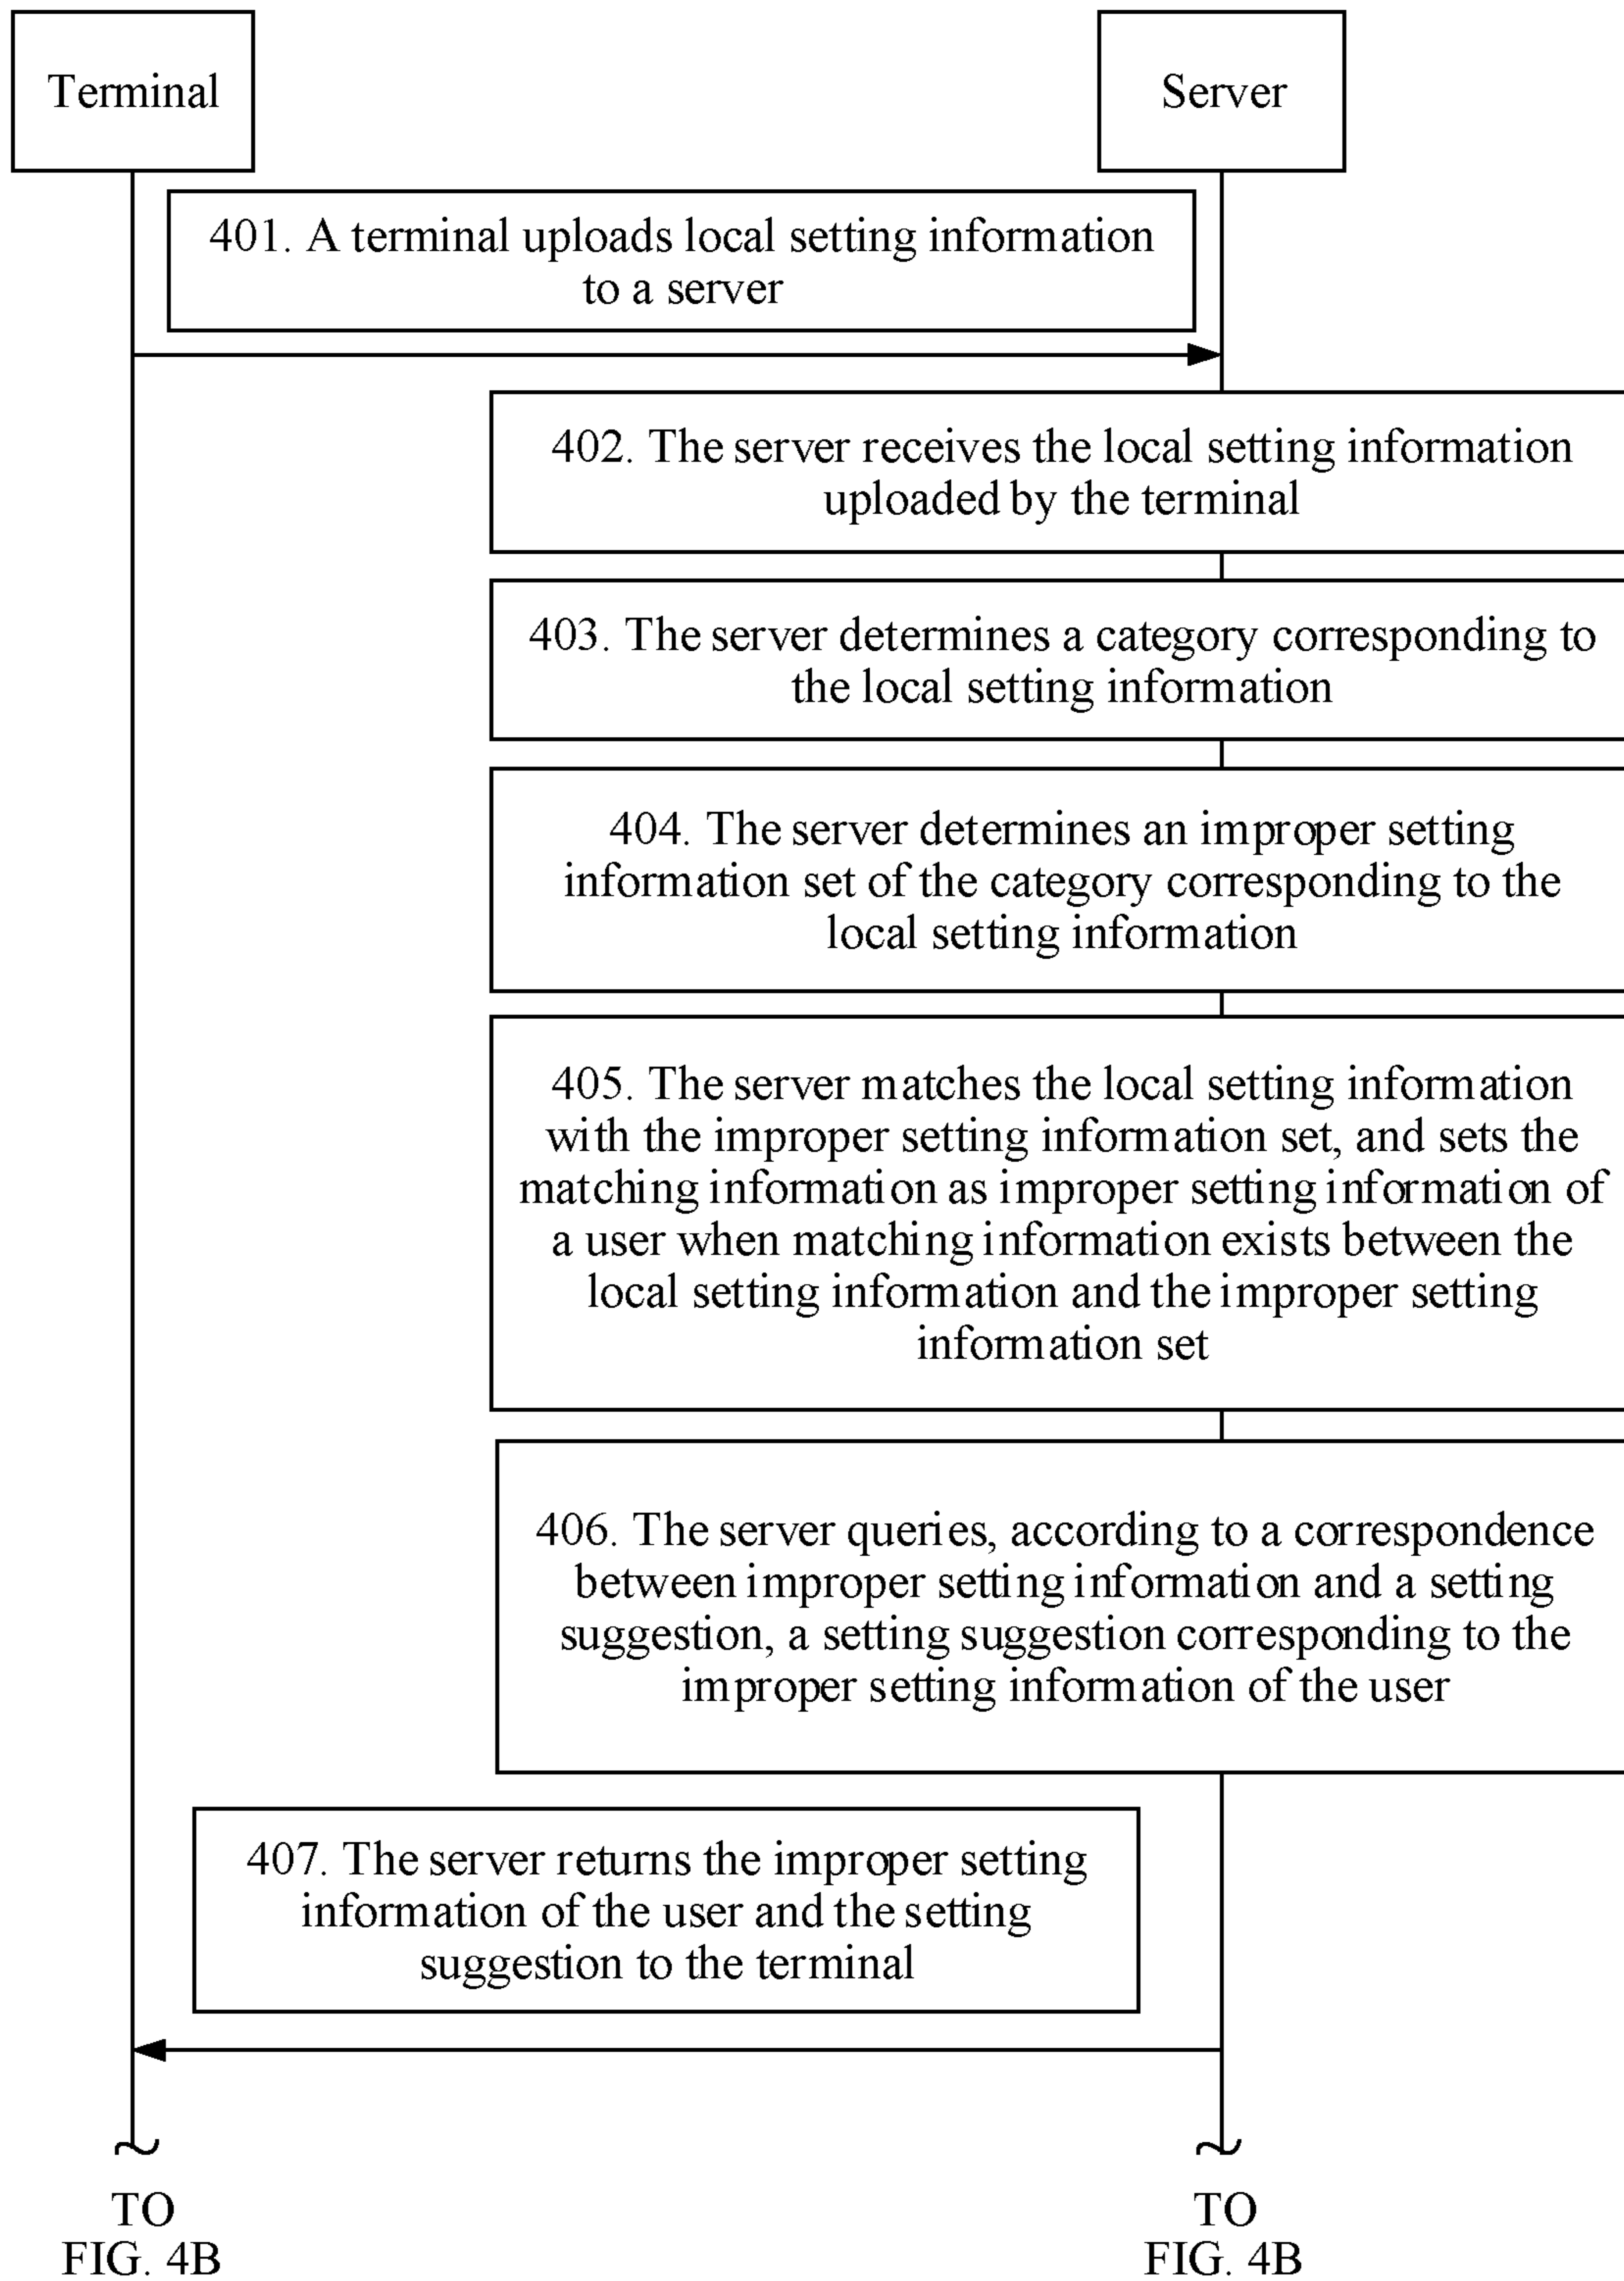 Terminal
Server
401. A terminal uploads local setting information
to a server
402. The server receives the local setting information
uploaded by the terminal
403. The server determines a category corresponding to
the local setting information
404. The server determines an improper setting
information set of the category corresponding to the
local setting information
405. The server matches the local setting information
with the improper setting information set, and sets the
matching information as improper setting information of
a user when matching information exists between the
local setting information and the improper setting
information set
406. The server queries, according to a correspondence
between improper setting information and a setting
suggestion, a setting suggestion corresponding to the
improper setting information of the user
407. The server returns the improper setting
information of the user and the setting
suggestion to the terminal
TO
FIG. 4B
TO
FIG. 4B